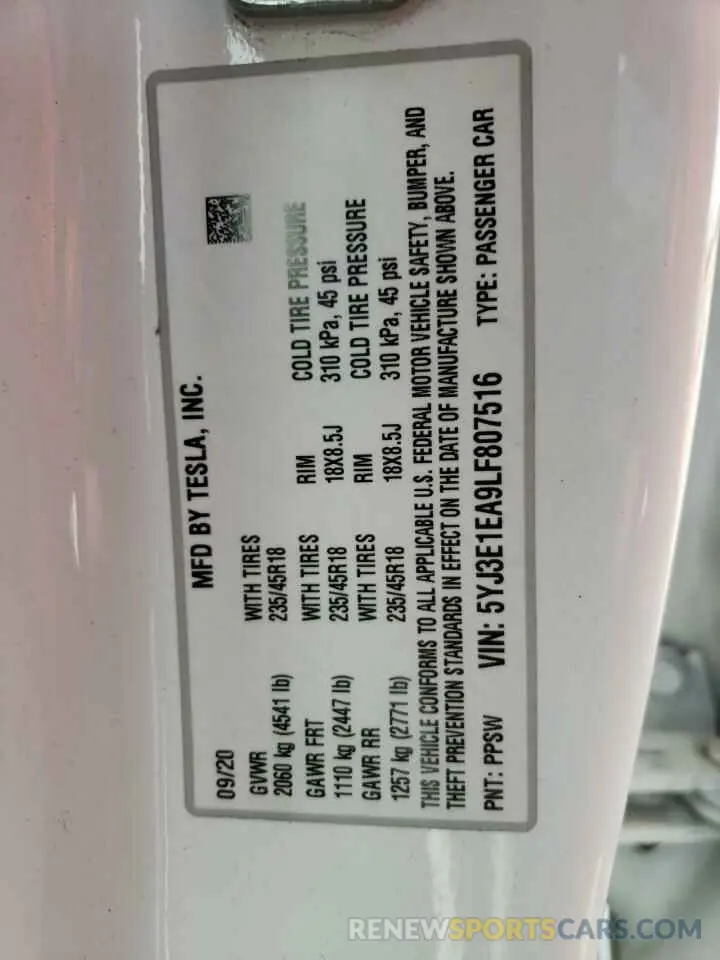 MFD BY TESLA, INC.
09/20
GVWR WITH TIRES
2060 kg (4541 lb) 235/45R18
GAWR FRT WITH TIRES RIM COLD TIRE PRESSURE
1110 kg (2447 lb) 235/45R18 18X8.5J 310 kPa, 45 psi
GAWR RR WITH TIRES RIM COLD TIRE PRESSURE
1257 kg (2771 lb) 235/45R18 18X8.5J 310 kPa, 45 psi
THIS VEHICLE CONFORMS TO ALL APPLICABLE U.S. FEDERAL MOTOR VEHICLE SAFETY, BUMPER, AND
THEFT PREVENTION STANDARDS IN EFFECT ON THE DATE OF MANUFACTURE SHOWN ABOVE.
PNT: PPSW VIN: 5YJ3E1EA9LF807516 TYPE: PASSENGER CAR
RENEWSPORTSCARS.COM